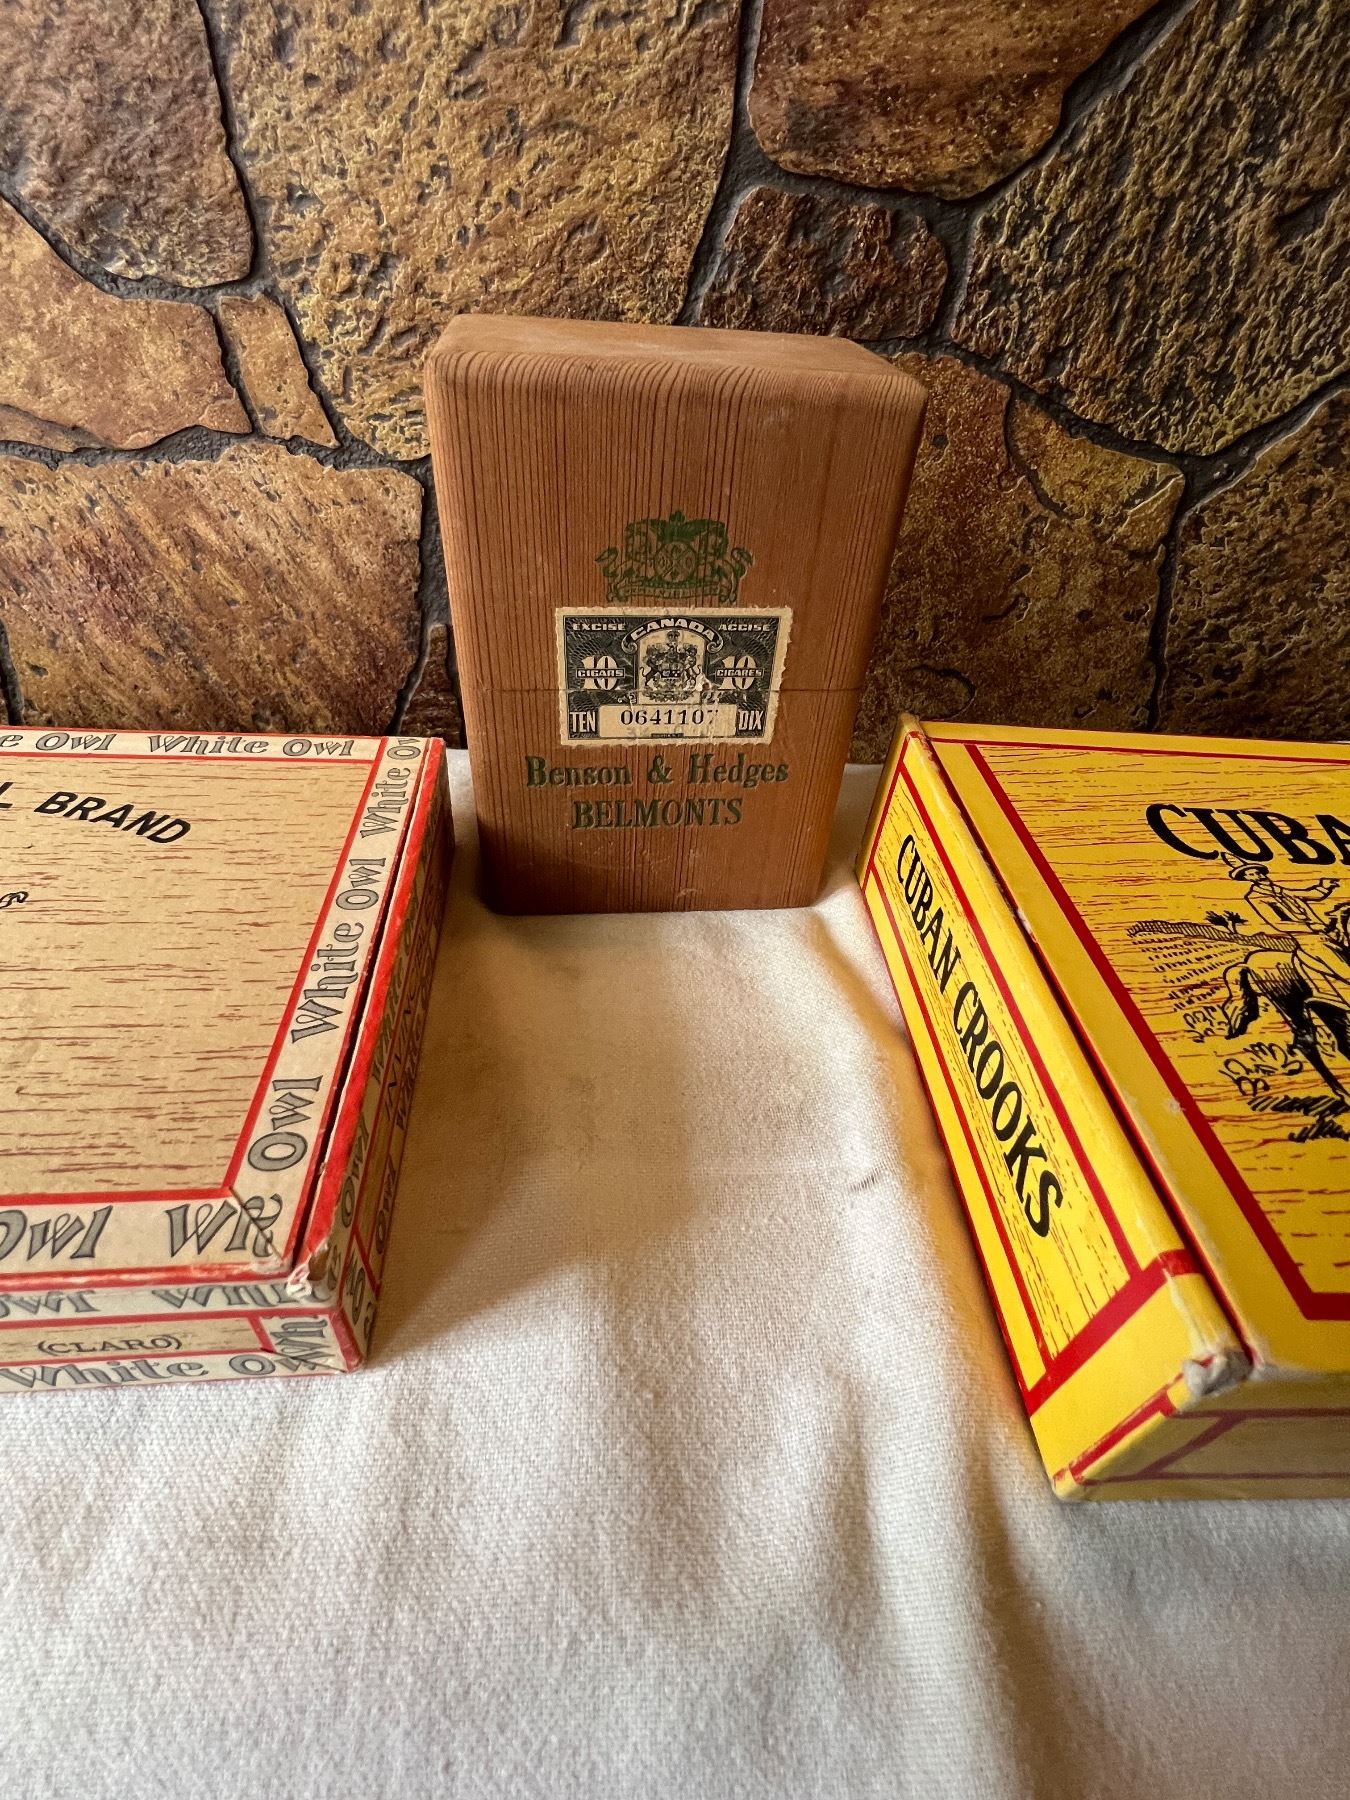 EXCISE CANADA ACCISE
10 10
CIGARS CIGARES
TEN 0641107 DIX
Benson & Hedges
BELMONTS
Owl White Owl
L BRAND
White Owl White Owl
Owl White
(CLARO)
White Owl
CUBAN CROOKS
CUBA